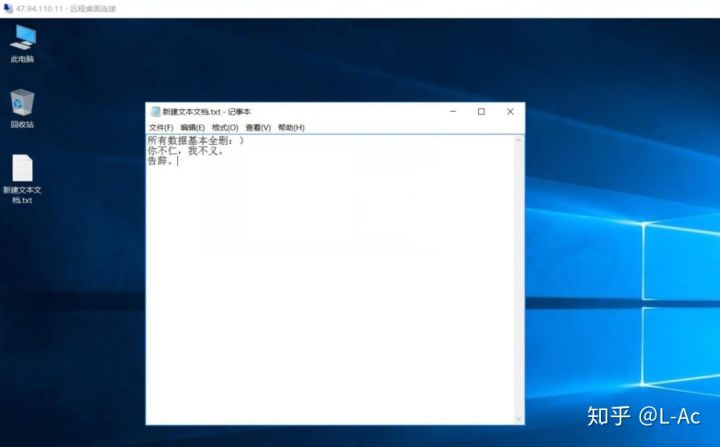 47.94.110.11 - 远程桌面连接
此电脑
回收站
新建文本文
档.txt
新建文本文档.txt - 记事本
文件(F) 编辑(E) 格式(O) 查看(V) 帮助(H)
所有数据基本全删：）
你不仁，我不义。
告辞。
知乎 @L-Ac